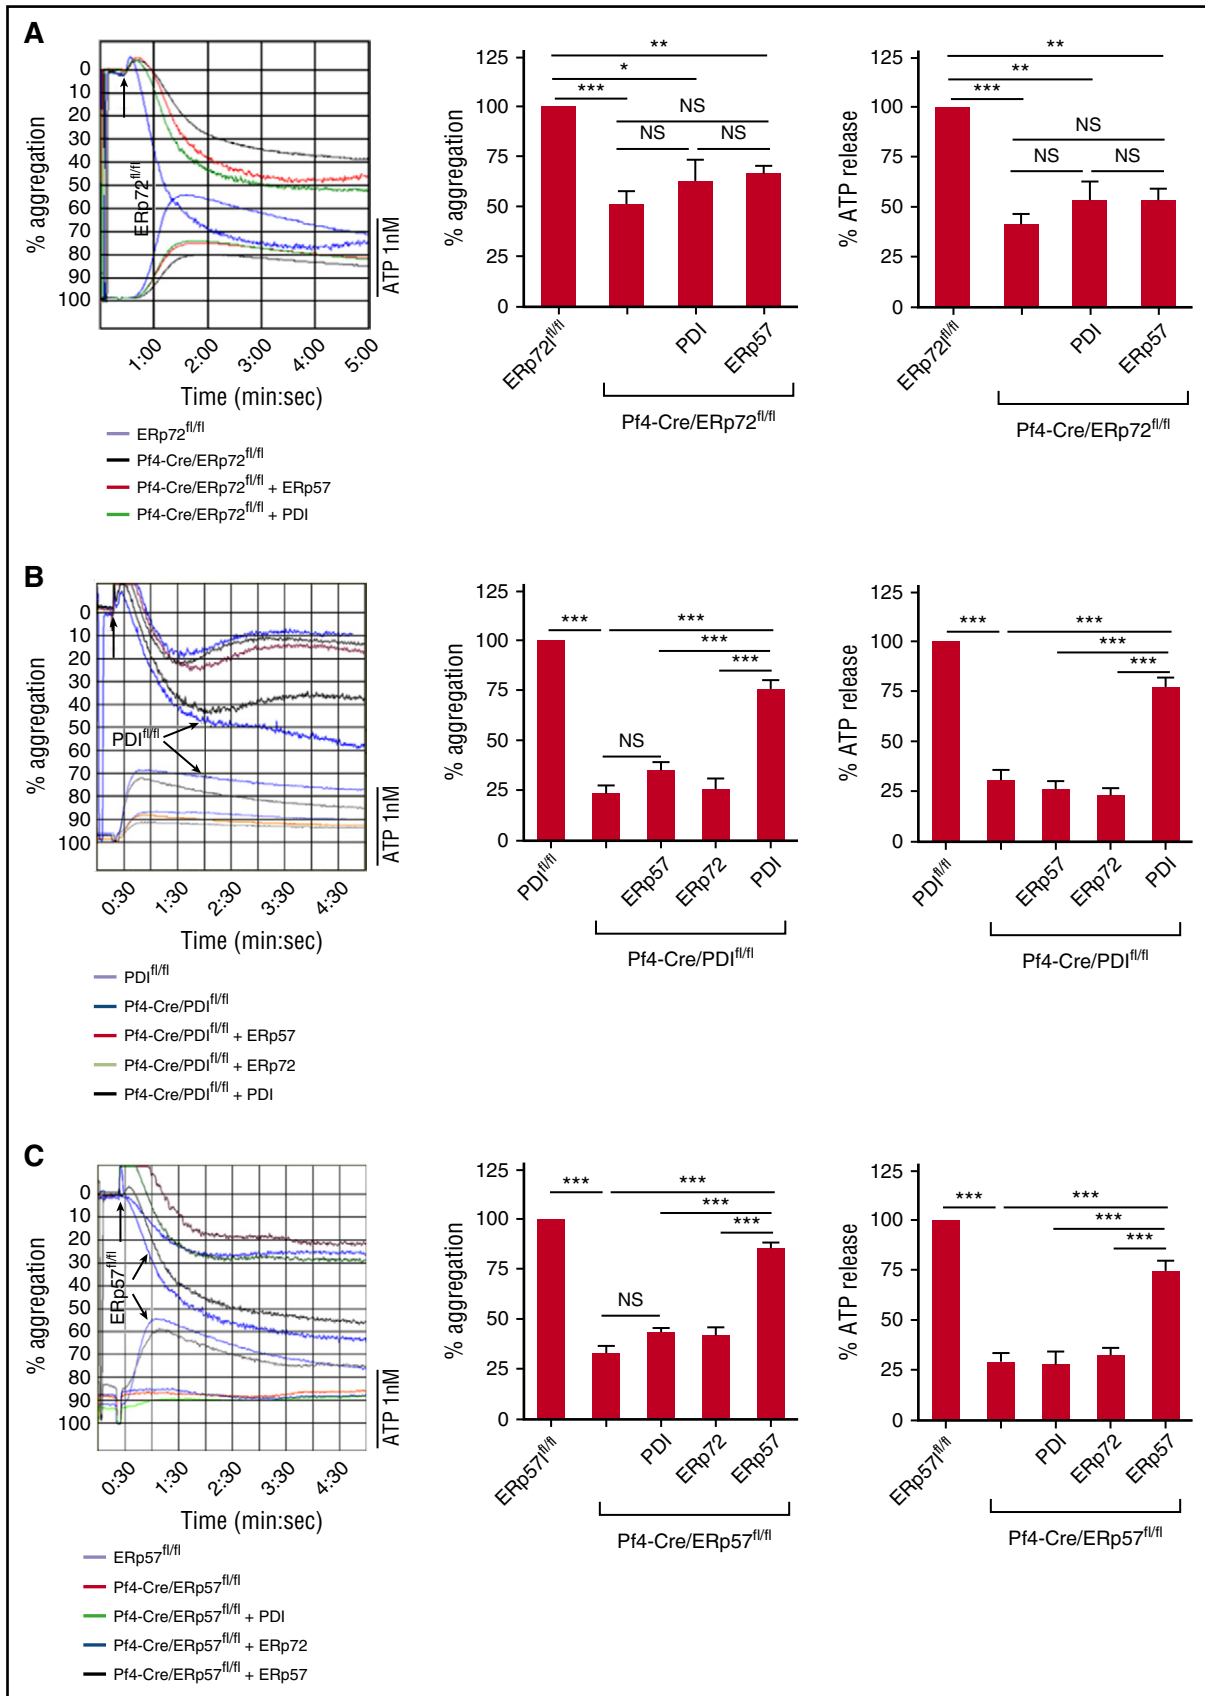 A
% aggregation
0
10
20
30
40
50
60
70
80
90
100
ERp72fl/fl
ATP 1nM
1:00
2:00
3:00
4:00
5:00
Time (min:sec)
ERp72fl/fl
Pf4-Cre/ERp72fl/fl
Pf4-Cre/ERp72fl/fl + ERp57
Pf4-Cre/ERp72fl/fl + PDI
% aggregation
125
100
75
50
25
0
**
*
***
NS
NS
NS
ERp72fl/fl
PDI
ERp57
Pf4-Cre/ERp72fl/fl
% ATP release
125
100
75
50
25
0
**
**
***
NS
NS
NS
ERp72fl/fl
PDI
ERp57
Pf4-Cre/ERp72fl/fl
B
% aggregation
0
10
20
30
40
50
60
70
80
90
100
PDIfl/fl
ATP 1nM
0:30
1:30
2:30
3:30
4:30
Time (min:sec)
PDIfl/fl
Pf4-Cre/PDIfl/fl
Pf4-Cre/PDIfl/fl + ERp57
Pf4-Cre/PDIfl/fl + ERp72
Pf4-Cre/PDIfl/fl + PDI
% aggregation
125
100
75
50
25
0
***
***
***
***
NS
PDIfl/fl
ERp57
ERp72
PDI
Pf4-Cre/PDIfl/fl
% ATP release
125
100
75
50
25
0
***
***
***
***
PDIfl/fl
ERp57
ERp72
PDI
Pf4-Cre/PDIfl/fl
C
% aggregation
0
10
20
30
40
50
60
70
80
90
100
ERp57fl/fl
ATP 1nM
0:30
1:30
2:30
3:30
4:30
Time (min:sec)
ERp57fl/fl
Pf4-Cre/ERp57fl/fl
Pf4-Cre/ERp57fl/fl + PDI
Pf4-Cre/ERp57fl/fl + ERp72
Pf4-Cre/ERp57fl/fl + ERp57
% aggregation
125
100
75
50
25
0
***
***
***
***
NS
ERp57fl/fl
PDI
ERp72
ERp57
Pf4-Cre/ERp57fl/fl
% ATP release
125
100
75
50
25
0
***
***
***
***
ERp57fl/fl
PDI
ERp72
ERp57
Pf4-Cre/ERp57fl/fl